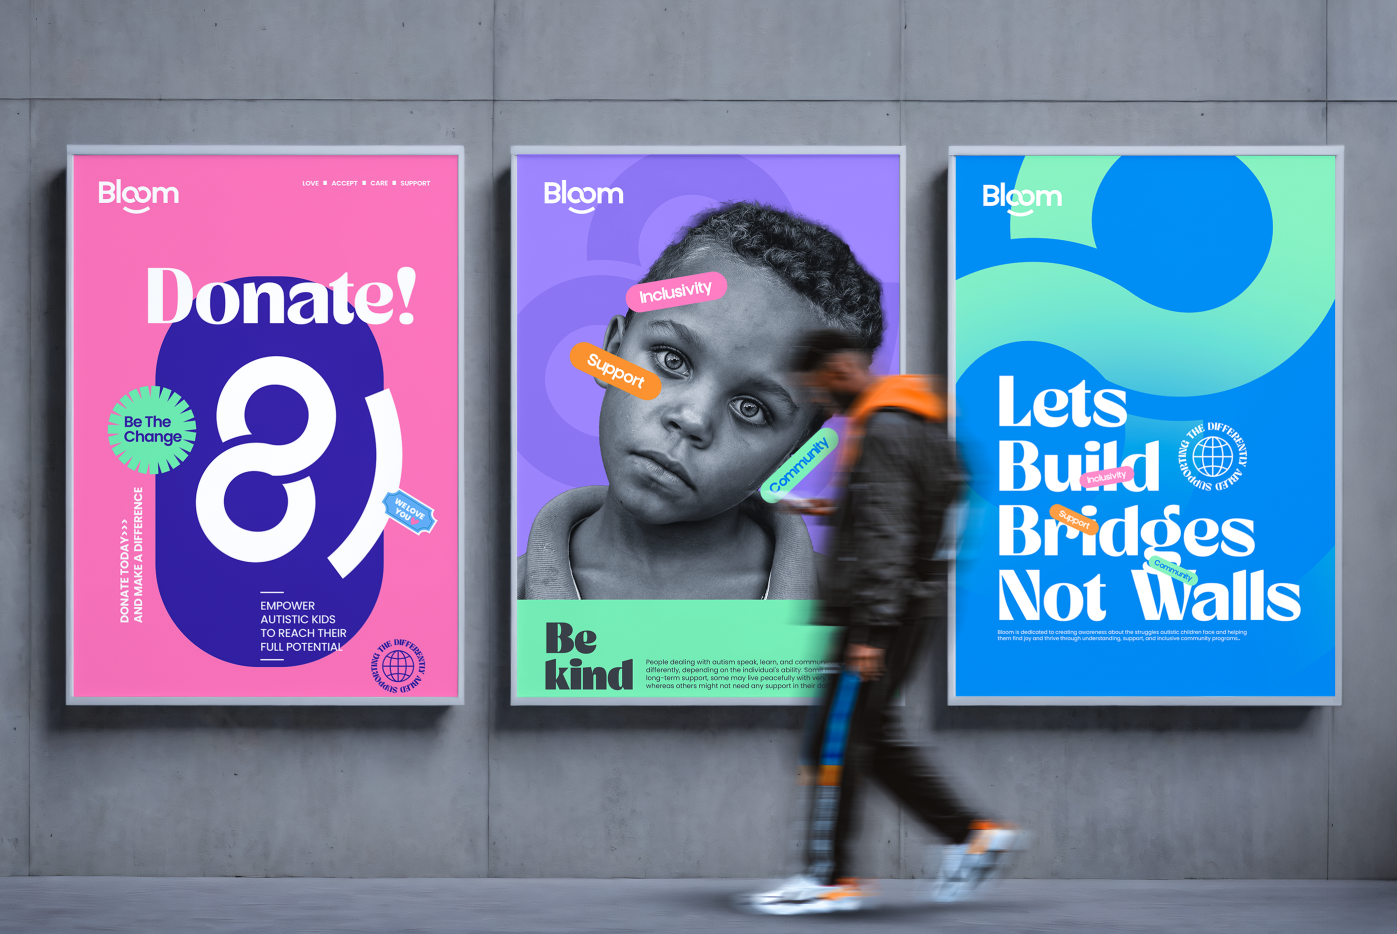 Bloom
LOVE ▪ ACCEPT ▪ CARE ▪ SUPPORT
Donate!
Be The
Change
WE LOVE
YOU
DONATE TODAY>>>>
AND MAKE A DIFFERENCE
EMPOWER
AUTISTIC KIDS
TO REACH THEIR
FULL POTENTIAL
SUPPORTING THE DIFFERENTLY ABLED
Bloom
Inclusivity
Support
Community
Be
kind
People dealing with autism speak, learn, and
differently, depending on the individual's ability.
long-term support, some may live peacefully with
whereas others might not need any support in their
Bloom
Lets
Build
Bridges
Not Walls
SUPPORTING THE DIFFERENTLY ABLED
Inclusivity
Support
Community
Bloom is dedicated to creating awareness about the struggles autistic children face and helping
them find joy and thrive through understanding, support, and inclusive community programs..